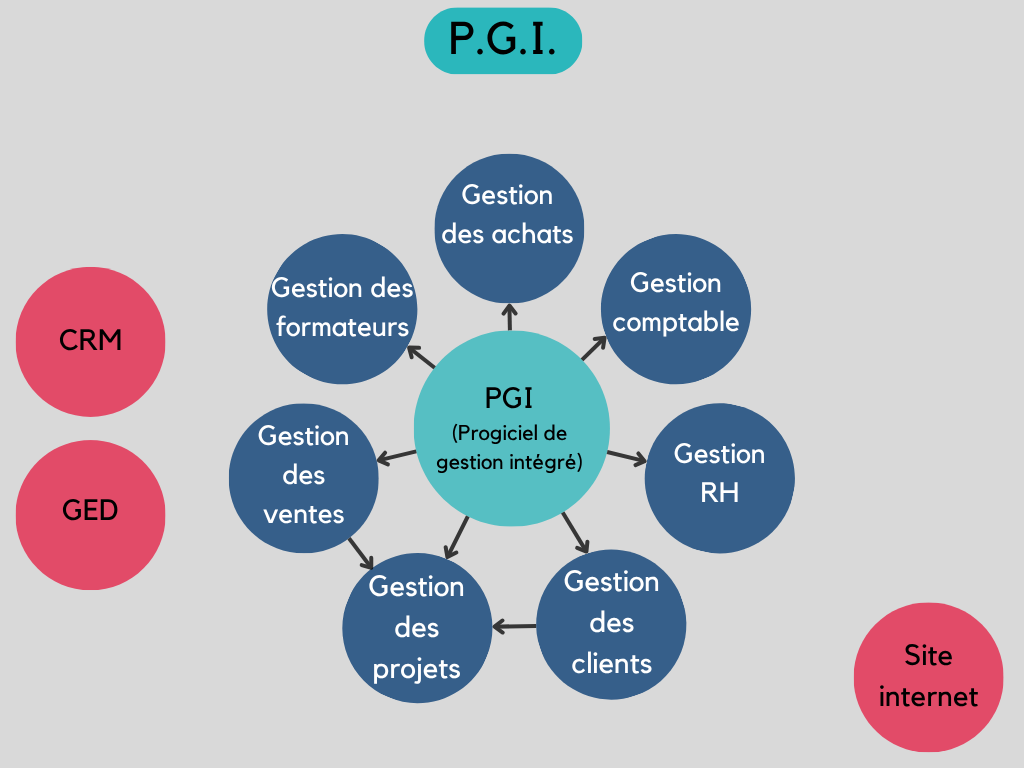 P.G.I.
Gestion
des achats
Gestion des
formateurs
Gestion
comptable
CRM
PGI
(Progiciel de
gestion intégré)
Gestion
des
ventes
Gestion
RH
GED
Gestion
des
projets
Gestion
des
clients
Site
internet